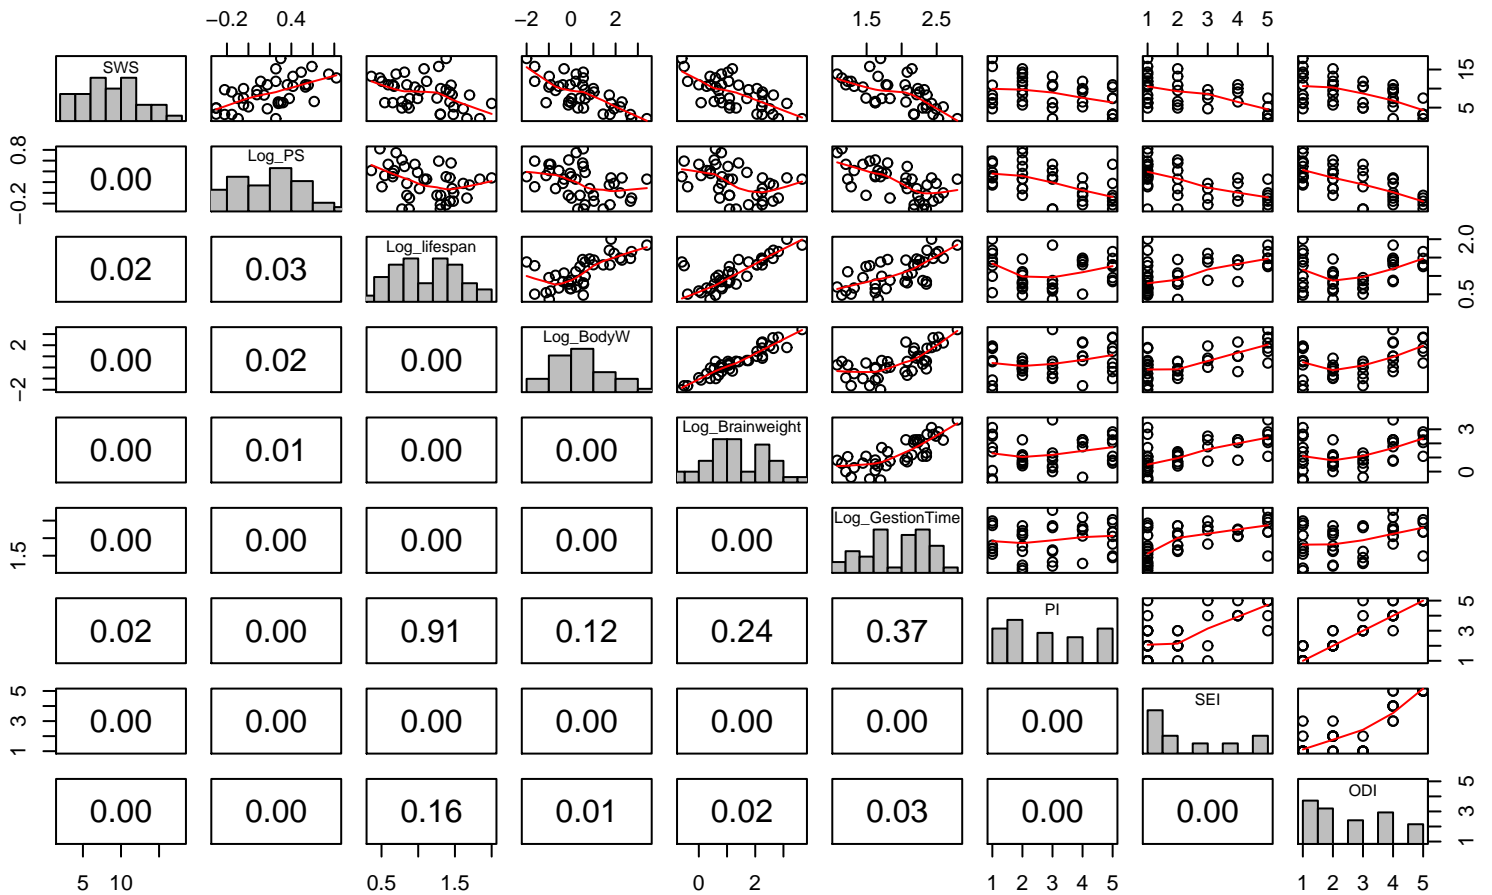 −0.2 0.4 −2 0 2 1.5 2.5 1 2 3 4 5
SWS
5 15
Log_PS
−0.2 0.8
0.00
Log_lifespan
0.02 0.03
0.5 2.0
Log_BodyW
−2 2
0.00 0.02 0.00
Log_Brainweight
0.00 0.01 0.00 0.00
0 3
Log_GestionTime
1.5
0.00 0.00 0.00 0.00 0.00
PI
0.02 0.00 0.91 0.12 0.24 0.37
1 3 5
SEI
1 3 5
0.00 0.00 0.00 0.00 0.00 0.00 0.00
ODI
0.00 0.00 0.16 0.01 0.02 0.03 0.00 0.00
1 3 5
5 10 0.5 1.5 0 2 1 2 3 4 5 1 2 3 4 5